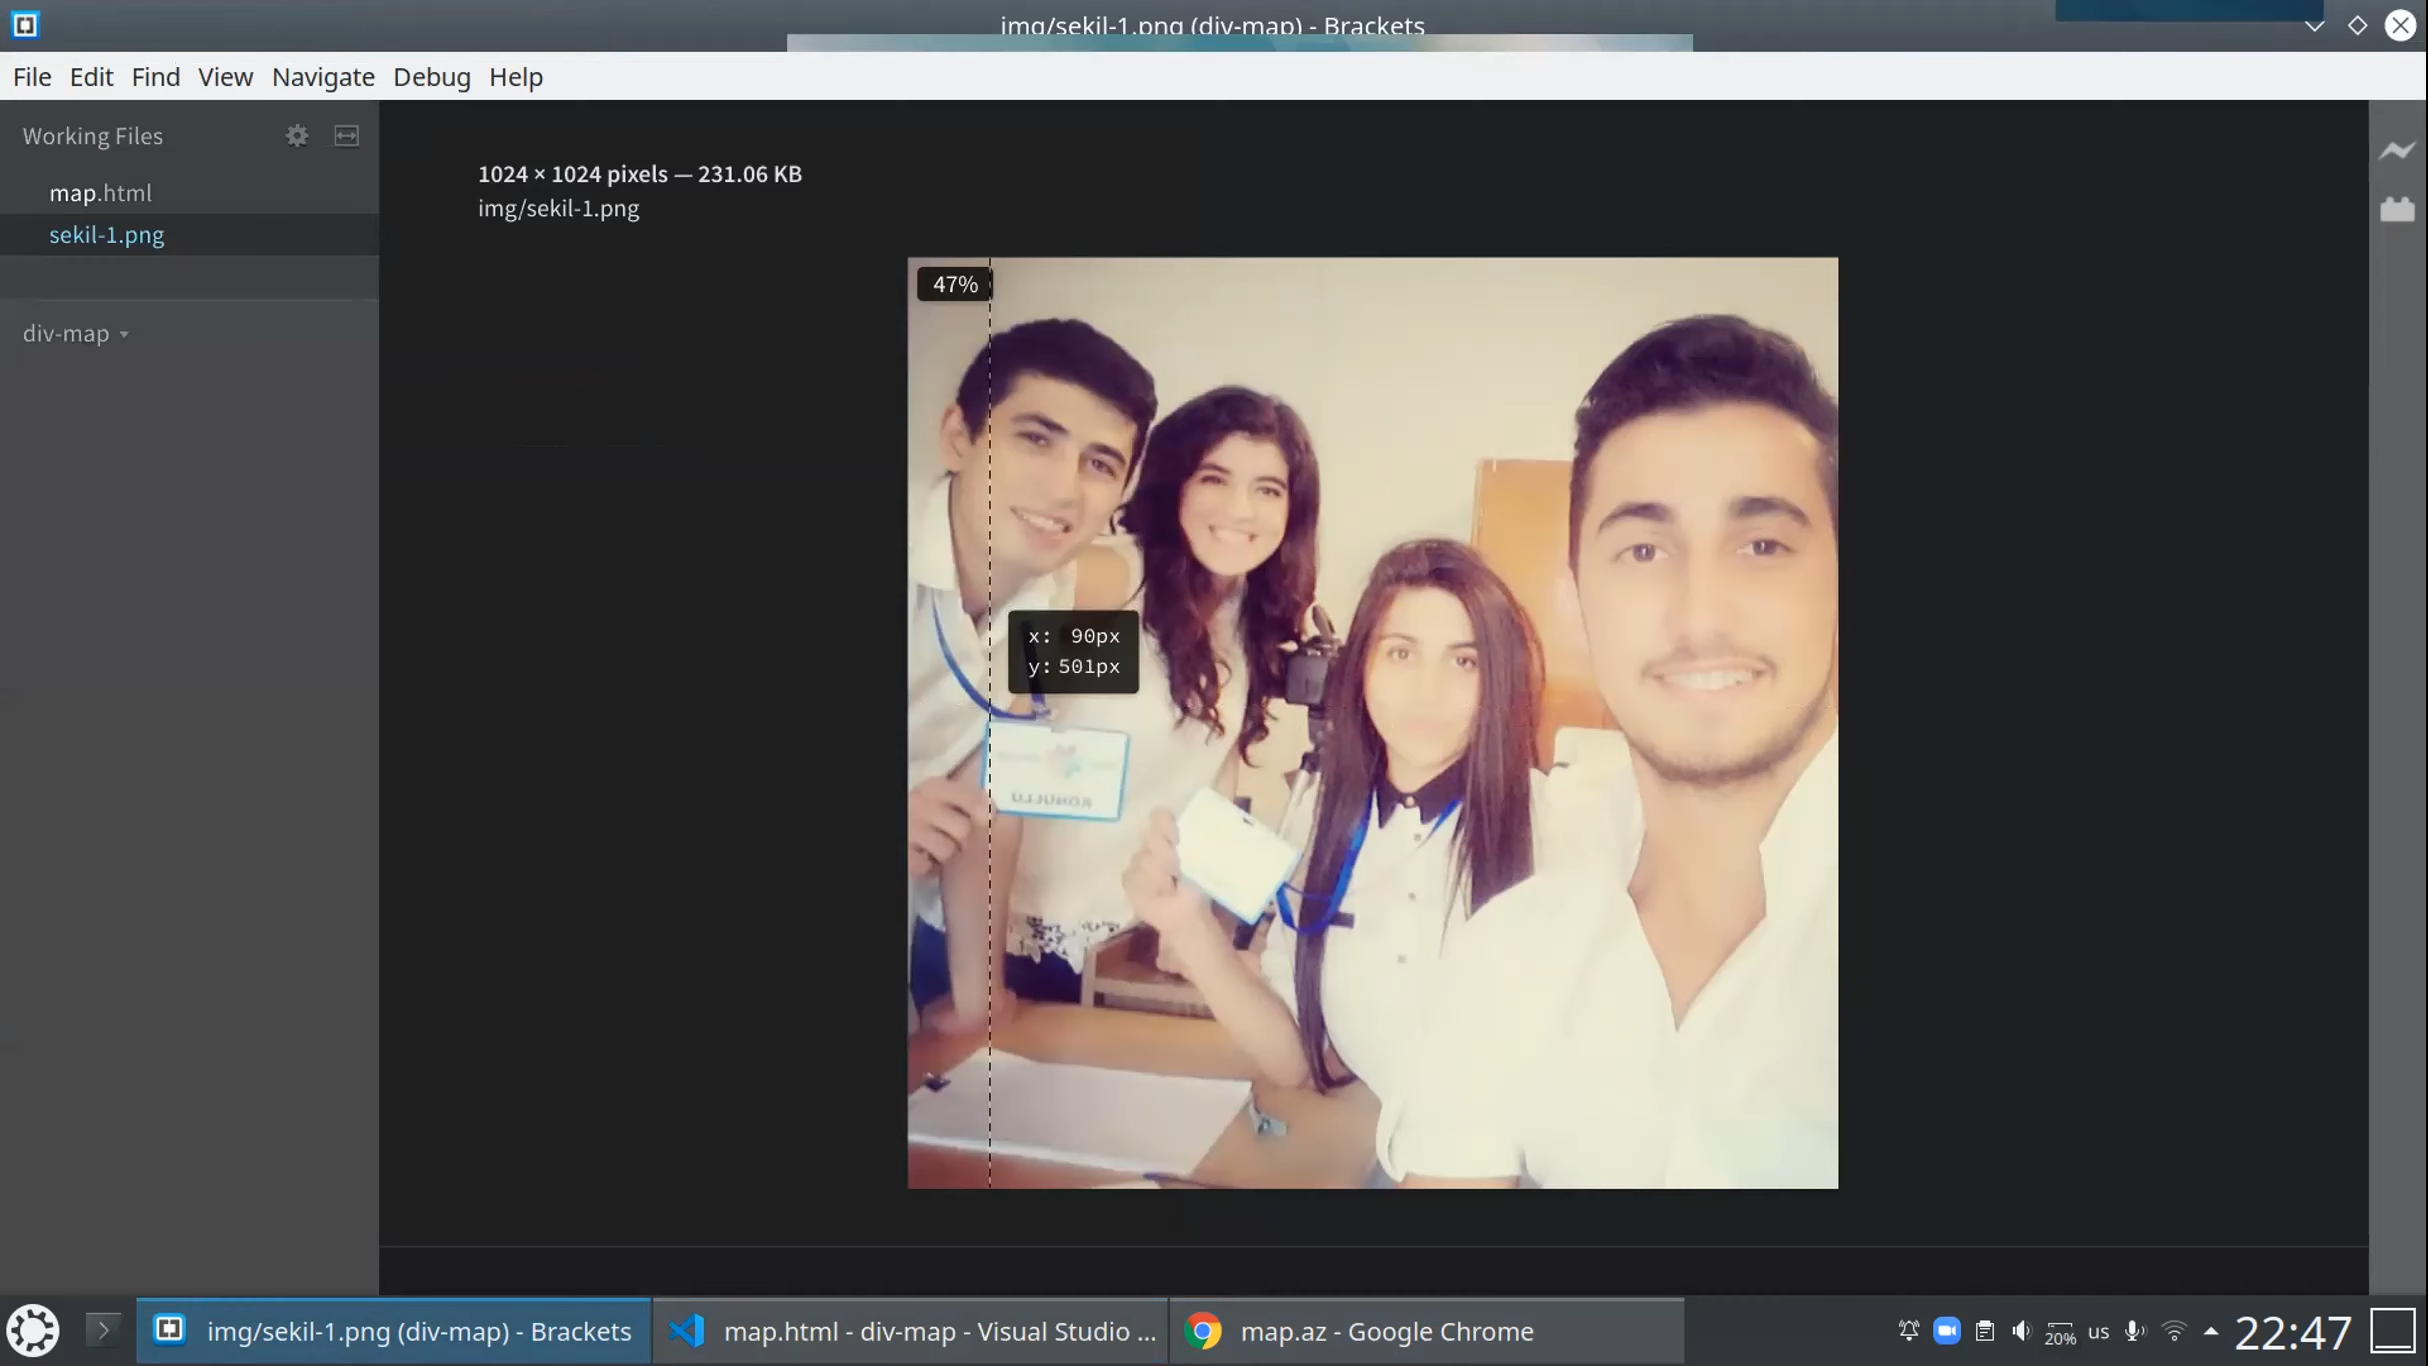 img/sekil-1.png (div-map) - Brackets
File Edit Find View Navigate Debug Help
Working Files
map.html
sekil-1.png
div-map
1024 × 1024 pixels — 231.06 KB
img/sekil-1.png
47%
x: 90px
y: 501px
KÖNÜLLÜ
img/sekil-1.png (div-map) - Brackets
map.html - div-map - Visual Studio ...
map.az - Google Chrome
20%
us
22:47